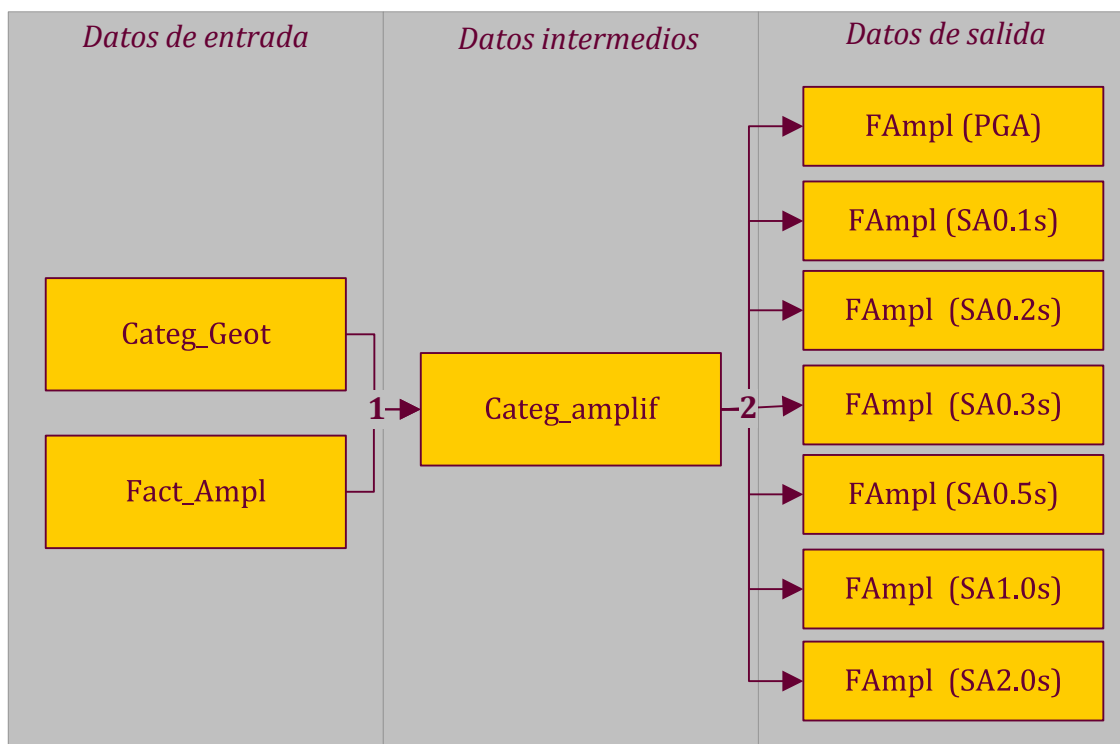 Datos de entrada
Datos intermedios
Datos de salida
FAmpl (PGA)
FAmpl (SA0.1s)
FAmpl (SA0.2s)
Categ_Geot
Categ_amplif
FAmpl (SA0.3s)
1
2
Fact_Ampl
FAmpl (SA0.5s)
FAmpl (SA1.0s)
FAmpl (SA2.0s)